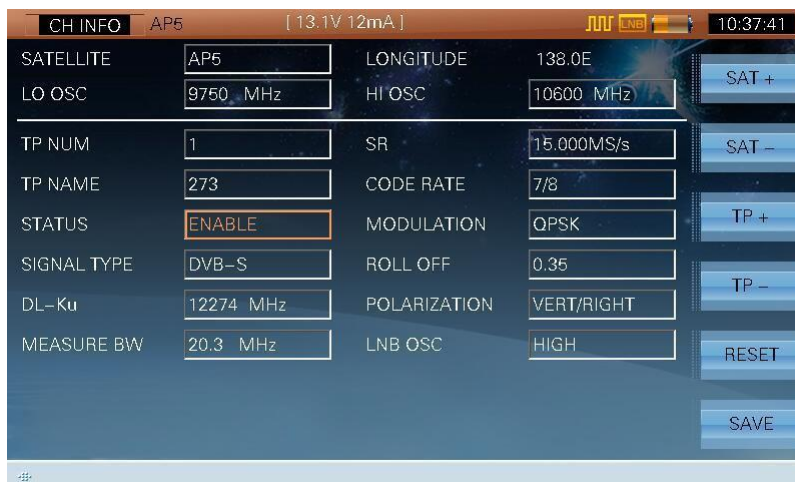 CH INFO AP5 [ 13.1V 12mA ] LNB 10:37:41
SATELLITE AP5 LONGITUDE 138.0E
SAT +
LO OSC 9750 MHz HI OSC 10600 MHz
TP NUM 1 SR 15.000MS/s SAT –
TP NAME 273 CODE RATE 7/8
STATUS ENABLE MODULATION QPSK TP +
SIGNAL TYPE DVB–S ROLL OFF 0.35
TP –
DL–Ku 12274 MHz POLARIZATION VERT/RIGHT
MEASURE BW 20.3 MHz LNB OSC HIGH RESET
SAVE